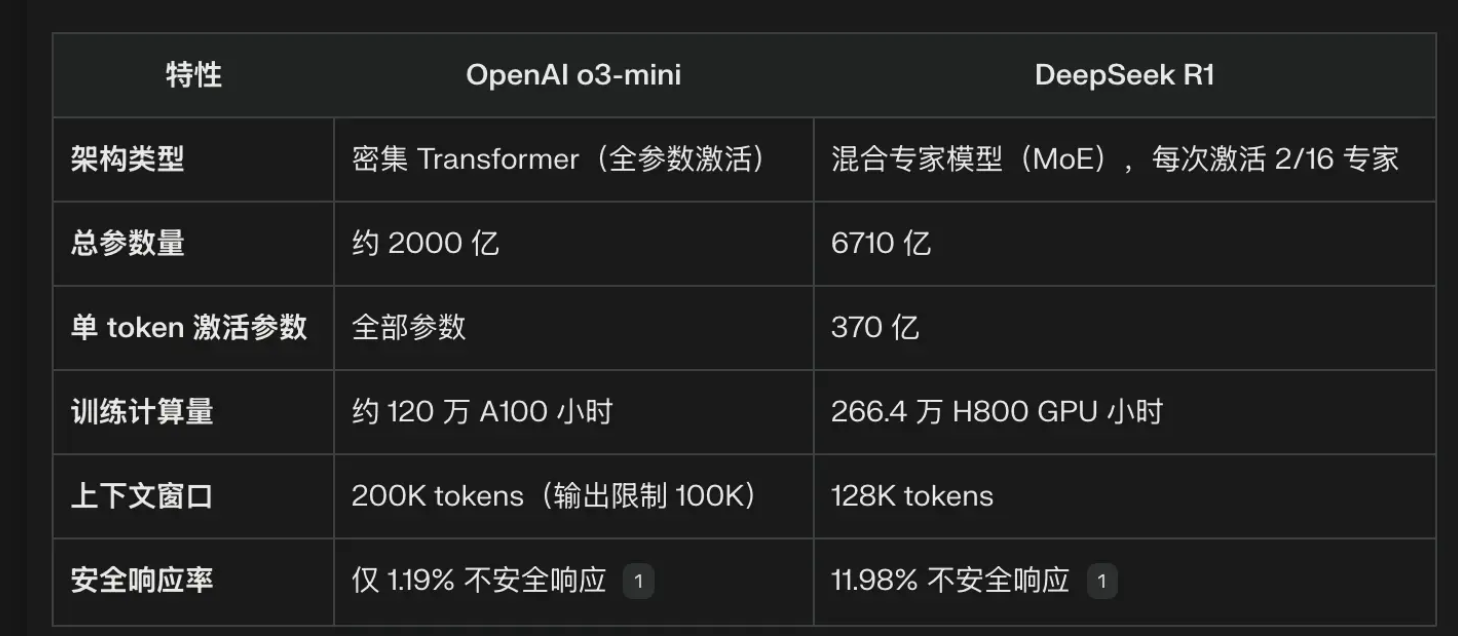 特性 OpenAI o3-mini DeepSeek R1
架构类型 密集 Transformer（全参数激活） 混合专家模型（MoE），每次激活 2/16 专家
总参数量 约 2000 亿 6710 亿
单 token 激活参数 全部参数 370 亿
训练计算量 约 120 万 A100 小时 266.4 万 H800 GPU 小时
上下文窗口 200K tokens（输出限制 100K） 128K tokens
安全响应率 仅 1.19% 不安全响应 1 11.98% 不安全响应 1